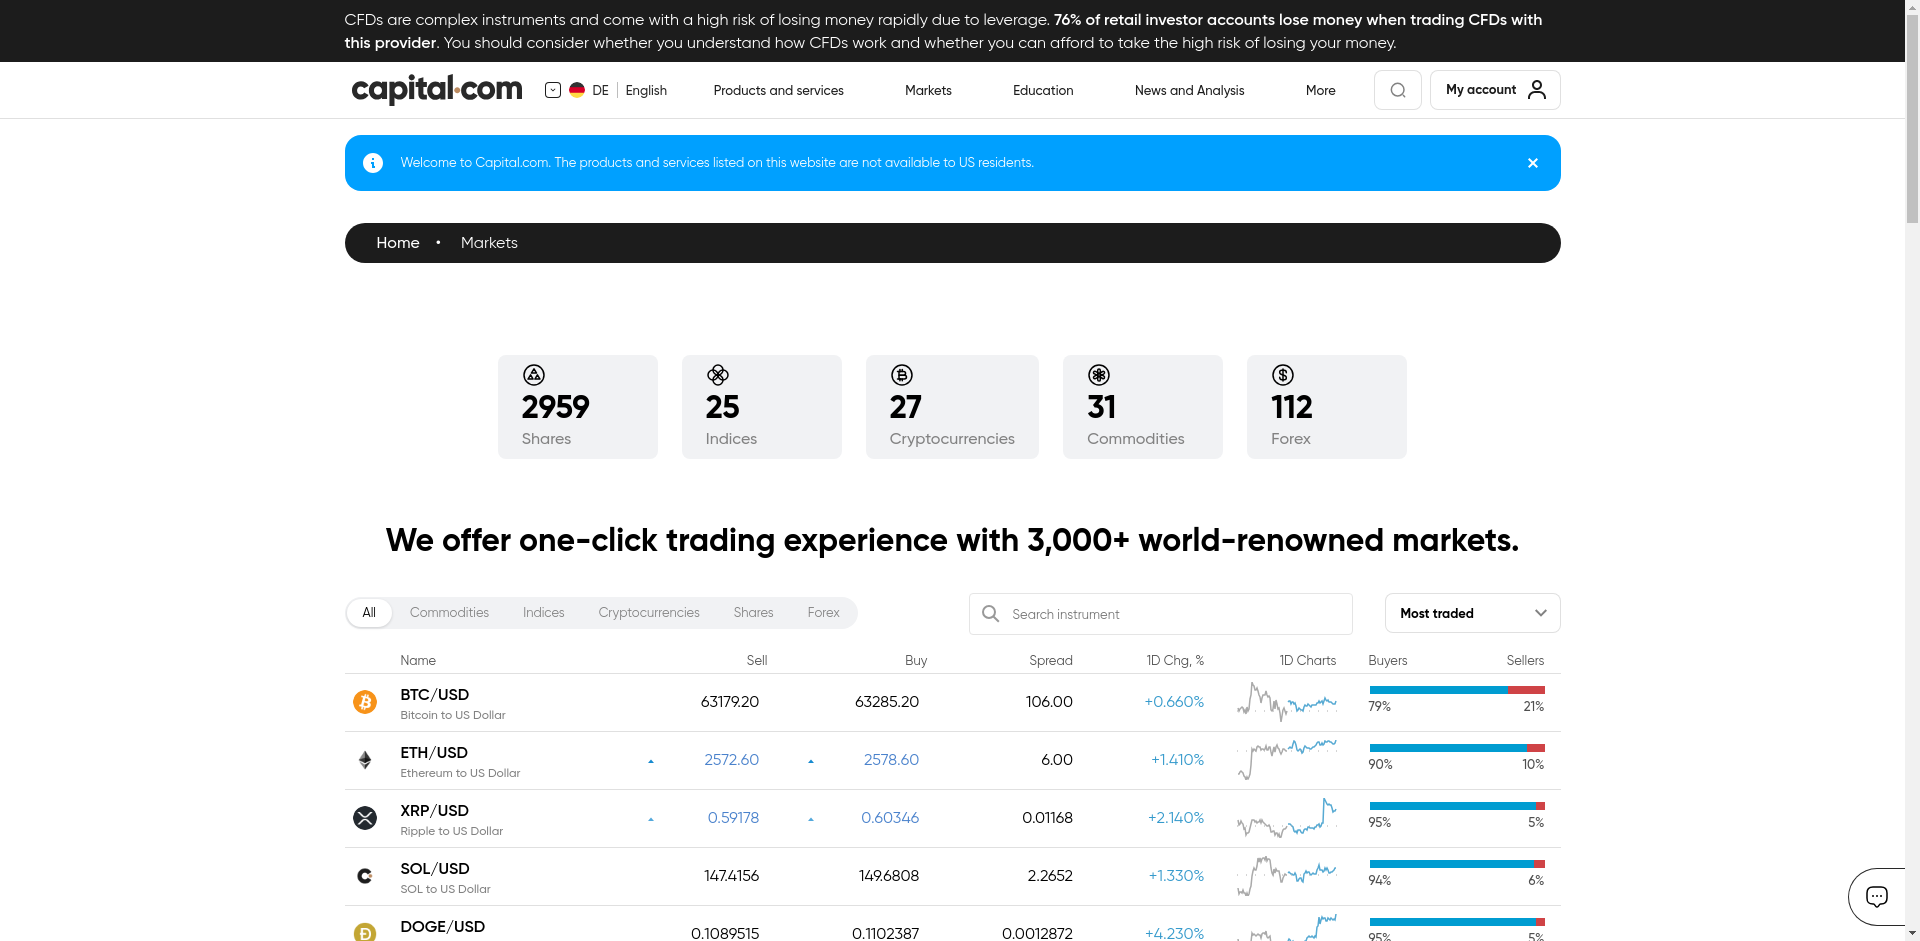 CFDs are complex instruments and come with a high risk of losing money rapidly due to leverage. 76% of retail investor accounts lose money when trading CFDs with
this provider. You should consider whether you understand how CFDs work and whether you can afford to take the high risk of losing your money.
capital.com DE English Products and services Markets Education News and Analysis More My account
Welcome to Capital.com. The products and services listed on this website are not available to US residents.
Home • Markets
2959 25 27 31 112
Shares Indices Cryptocurrencies Commodities Forex
We offer one-click trading experience with 3,000+ world-renowned markets.
All Commodities Indices Cryptocurrencies Shares Forex Search instrument Most traded
Name Sell Buy Spread 1D Chg, % 1D Charts Buyers Sellers
BTC/USD 63179.20 63285.20 106.00 +0.660% 79% 21%
Bitcoin to US Dollar
ETH/USD 2572.60 2578.60 6.00 +1.410% 90% 10%
Ethereum to US Dollar
XRP/USD 0.59178 0.60346 0.01168 +2.140% 95% 5%
Ripple to US Dollar
SOL/USD 147.4156 149.6808 2.2652 +1.330% 94% 6%
SOL to US Dollar
DOGE/USD 0.1089515 0.1102387 0.0012872 +4.230% 95% 5%